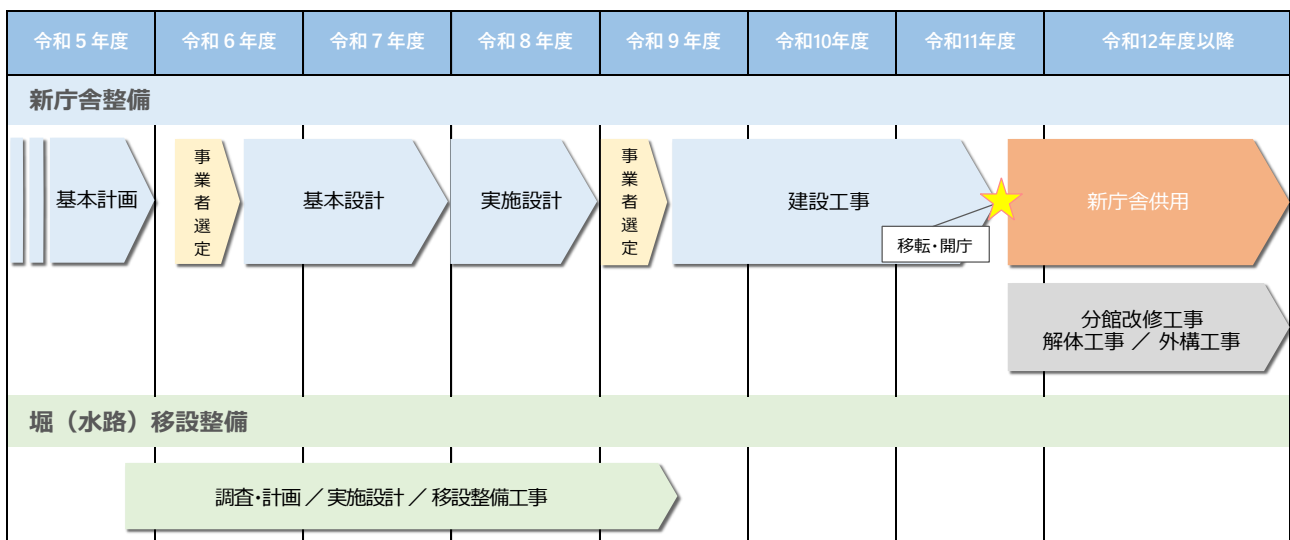 令和５年度
令和６年度
令和７年度
令和８年度
令和９年度
令和10年度
令和11年度
令和12年度以降
新庁舎整備
基本計画
事業者選定
基本設計
実施設計
事業者選定
建設工事
移転・開庁
新庁舎供用
分館改修工事
解体工事 ／ 外構工事
堀（水路）移設整備
調査・計画 ／ 実施設計 ／ 移設整備工事